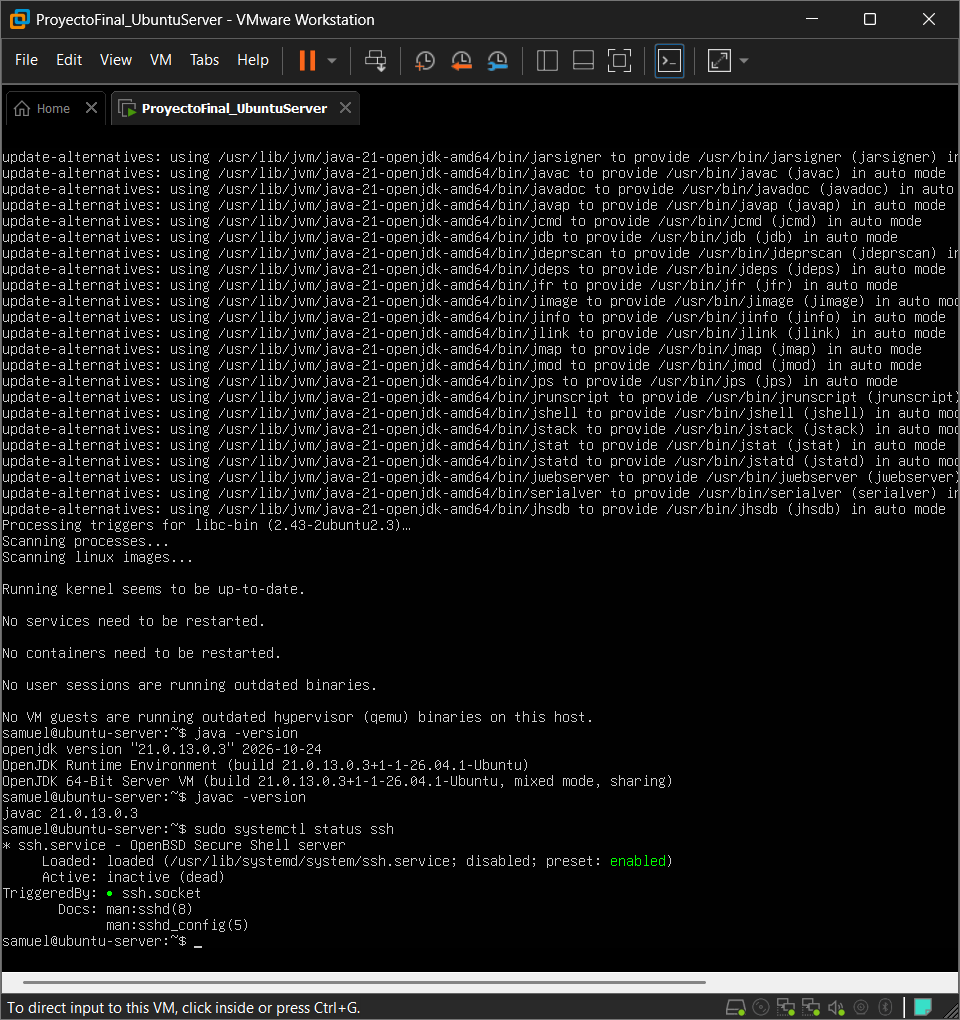 ProyectoFinal_UbuntuServer - VMware Workstation
File Edit View VM Tabs Help
Home ProyectoFinal_UbuntuServer
update-alternatives: using /usr/lib/jvm/java-21-openjdk-amd64/bin/jarsigner to provide /usr/bin/jarsigner (jarsigner) in
update-alternatives: using /usr/lib/jvm/java-21-openjdk-amd64/bin/javac to provide /usr/bin/javac (javac) in auto mode
update-alternatives: using /usr/lib/jvm/java-21-openjdk-amd64/bin/javadoc to provide /usr/bin/javadoc (javadoc) in auto
update-alternatives: using /usr/lib/jvm/java-21-openjdk-amd64/bin/javap to provide /usr/bin/javap (javap) in auto mode
update-alternatives: using /usr/lib/jvm/java-21-openjdk-amd64/bin/jcmd to provide /usr/bin/jcmd (jcmd) in auto mode
update-alternatives: using /usr/lib/jvm/java-21-openjdk-amd64/bin/jdb to provide /usr/bin/jdb (jdb) in auto mode
update-alternatives: using /usr/lib/jvm/java-21-openjdk-amd64/bin/jdeprscan to provide /usr/bin/jdeprscan (jdeprscan) in
update-alternatives: using /usr/lib/jvm/java-21-openjdk-amd64/bin/jdeps to provide /usr/bin/jdeps (jdeps) in auto mode
update-alternatives: using /usr/lib/jvm/java-21-openjdk-amd64/bin/jfr to provide /usr/bin/jfr (jfr) in auto mode
update-alternatives: using /usr/lib/jvm/java-21-openjdk-amd64/bin/jimage to provide /usr/bin/jimage (jimage) in auto mod
update-alternatives: using /usr/lib/jvm/java-21-openjdk-amd64/bin/jinfo to provide /usr/bin/jinfo (jinfo) in auto mode
update-alternatives: using /usr/lib/jvm/java-21-openjdk-amd64/bin/jlink to provide /usr/bin/jlink (jlink) in auto mode
update-alternatives: using /usr/lib/jvm/java-21-openjdk-amd64/bin/jmap to provide /usr/bin/jmap (jmap) in auto mode
update-alternatives: using /usr/lib/jvm/java-21-openjdk-amd64/bin/jmod to provide /usr/bin/jmod (jmod) in auto mode
update-alternatives: using /usr/lib/jvm/java-21-openjdk-amd64/bin/jps to provide /usr/bin/jps (jps) in auto mode
update-alternatives: using /usr/lib/jvm/java-21-openjdk-amd64/bin/jrunscript to provide /usr/bin/jrunscript (jrunscript)
update-alternatives: using /usr/lib/jvm/java-21-openjdk-amd64/bin/jshell to provide /usr/bin/jshell (jshell) in auto mod
update-alternatives: using /usr/lib/jvm/java-21-openjdk-amd64/bin/jstack to provide /usr/bin/jstack (jstack) in auto mod
update-alternatives: using /usr/lib/jvm/java-21-openjdk-amd64/bin/jstat to provide /usr/bin/jstat (jstat) in auto mode
update-alternatives: using /usr/lib/jvm/java-21-openjdk-amd64/bin/jstatd to provide /usr/bin/jstatd (jstatd) in auto mod
update-alternatives: using /usr/lib/jvm/java-21-openjdk-amd64/bin/jwebserver to provide /usr/bin/jwebserver (jwebserver)
update-alternatives: using /usr/lib/jvm/java-21-openjdk-amd64/bin/serialver to provide /usr/bin/serialver (serialver) in
update-alternatives: using /usr/lib/jvm/java-21-openjdk-amd64/bin/jhsdb to provide /usr/bin/jhsdb (jhsdb) in auto mode
Processing triggers for libc-bin (2.43-2ubuntu2.3)…
Scanning processes...
Scanning linux images...
Running kernel seems to be up-to-date.
No services need to be restarted.
No containers need to be restarted.
No user sessions are running outdated binaries.
No VM guests are running outdated hypervisor (qemu) binaries on this host.
samuel@ubuntu-server:~$ java -version
openjdk version "21.0.13.0.3" 2026-10-24
OpenJDK Runtime Environment (build 21.0.13.0.3+1-1-26.04.1-Ubuntu)
OpenJDK 64-Bit Server VM (build 21.0.13.0.3+1-1-26.04.1-Ubuntu, mixed mode, sharing)
samuel@ubuntu-server:~$ javac -version
javac 21.0.13.0.3
samuel@ubuntu-server:~$ sudo systemctl status ssh
* ssh.service - OpenBSD Secure Shell server
Loaded: loaded (/usr/lib/systemd/system/ssh.service; disabled; preset: enabled)
Active: inactive (dead)
TriggeredBy: ● ssh.socket
Docs: man:sshd(8)
man:sshd_config(5)
samuel@ubuntu-server:~$ _
To direct input to this VM, click inside or press Ctrl+G.